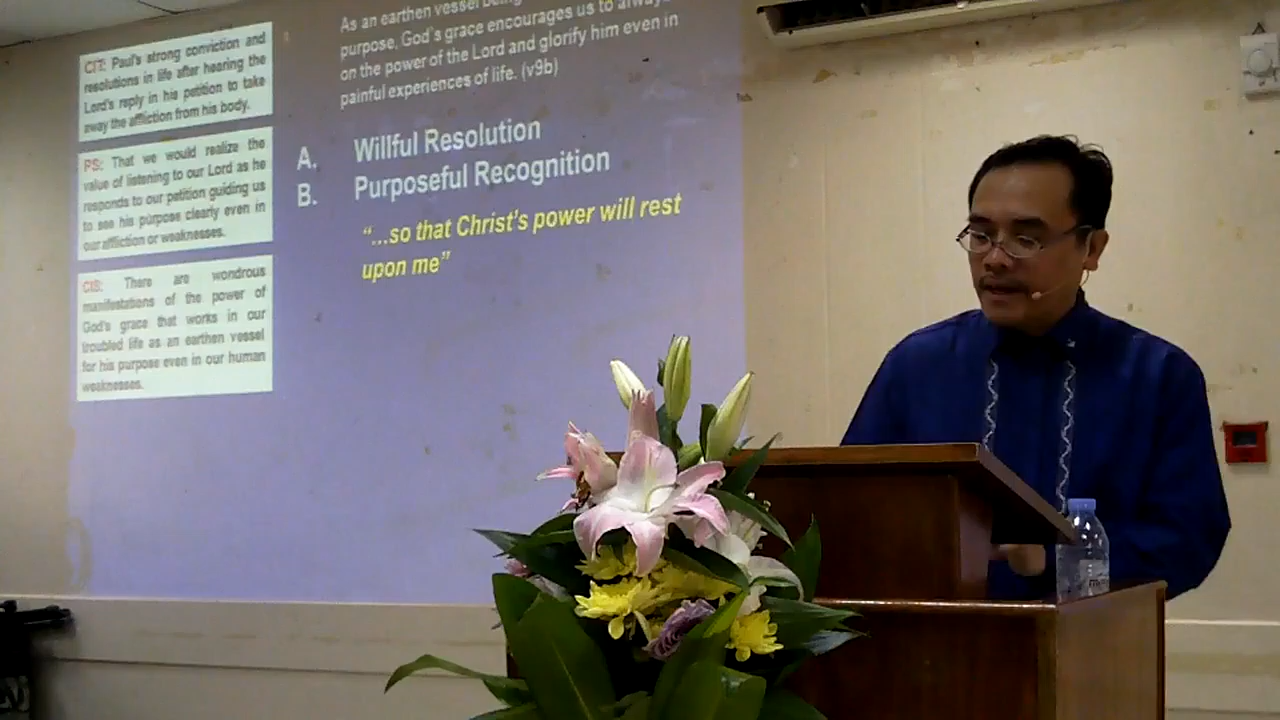 CIT: Paul's strong conviction and
resolutions in life after hearing the
Lord's reply in his petition to take
away the affliction from his body.
PS: That we would realize the
value of listening to our Lord as he
responds to our petition guiding us
to see his purpose clearly even in
our affliction or weaknesses.
CIS: There are wondrous
manifestations of the power of
God's grace that works in our
troubled life as an earthen vessel
for his purpose even in our human
weaknesses.
As an earthen vessel being
purpose, God's grace encourages us to always
on the power of the Lord and glorify him even in
painful experiences of life. (v9b)
A. Willful Resolution
B. Purposeful Recognition
"...so that Christ's power will rest
upon me"